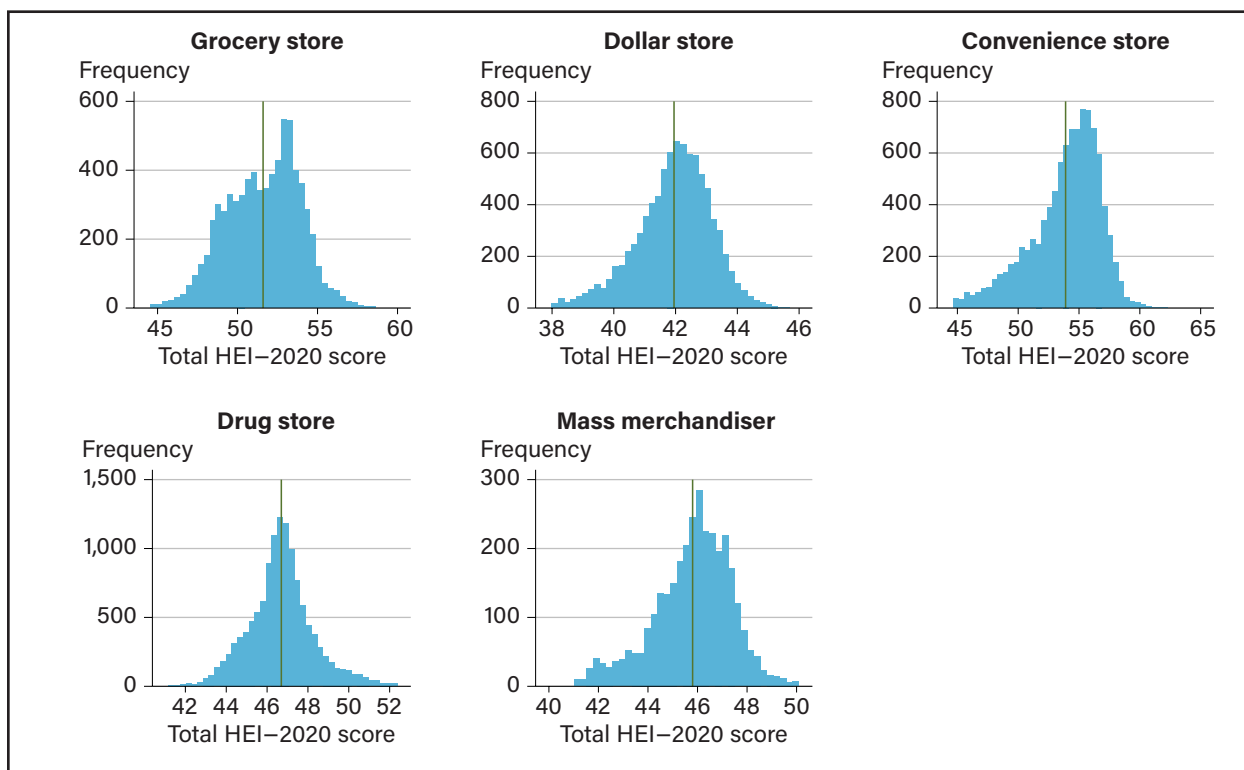 Grocery store
Frequency
600
400
200
0
45 50 55 60
Total HEI–2020 score
Dollar store
Frequency
800
600
400
200
0
38 40 42 44 46
Total HEI–2020 score
Convenience store
Frequency
800
600
400
200
0
45 50 55 60 65
Total HEI–2020 score
Drug store
Frequency
1,500
1,000
500
0
42 44 46 48 50 52
Total HEI–2020 score
Mass merchandiser
Frequency
300
200
100
0
40 42 44 46 48 50
Total HEI–2020 score